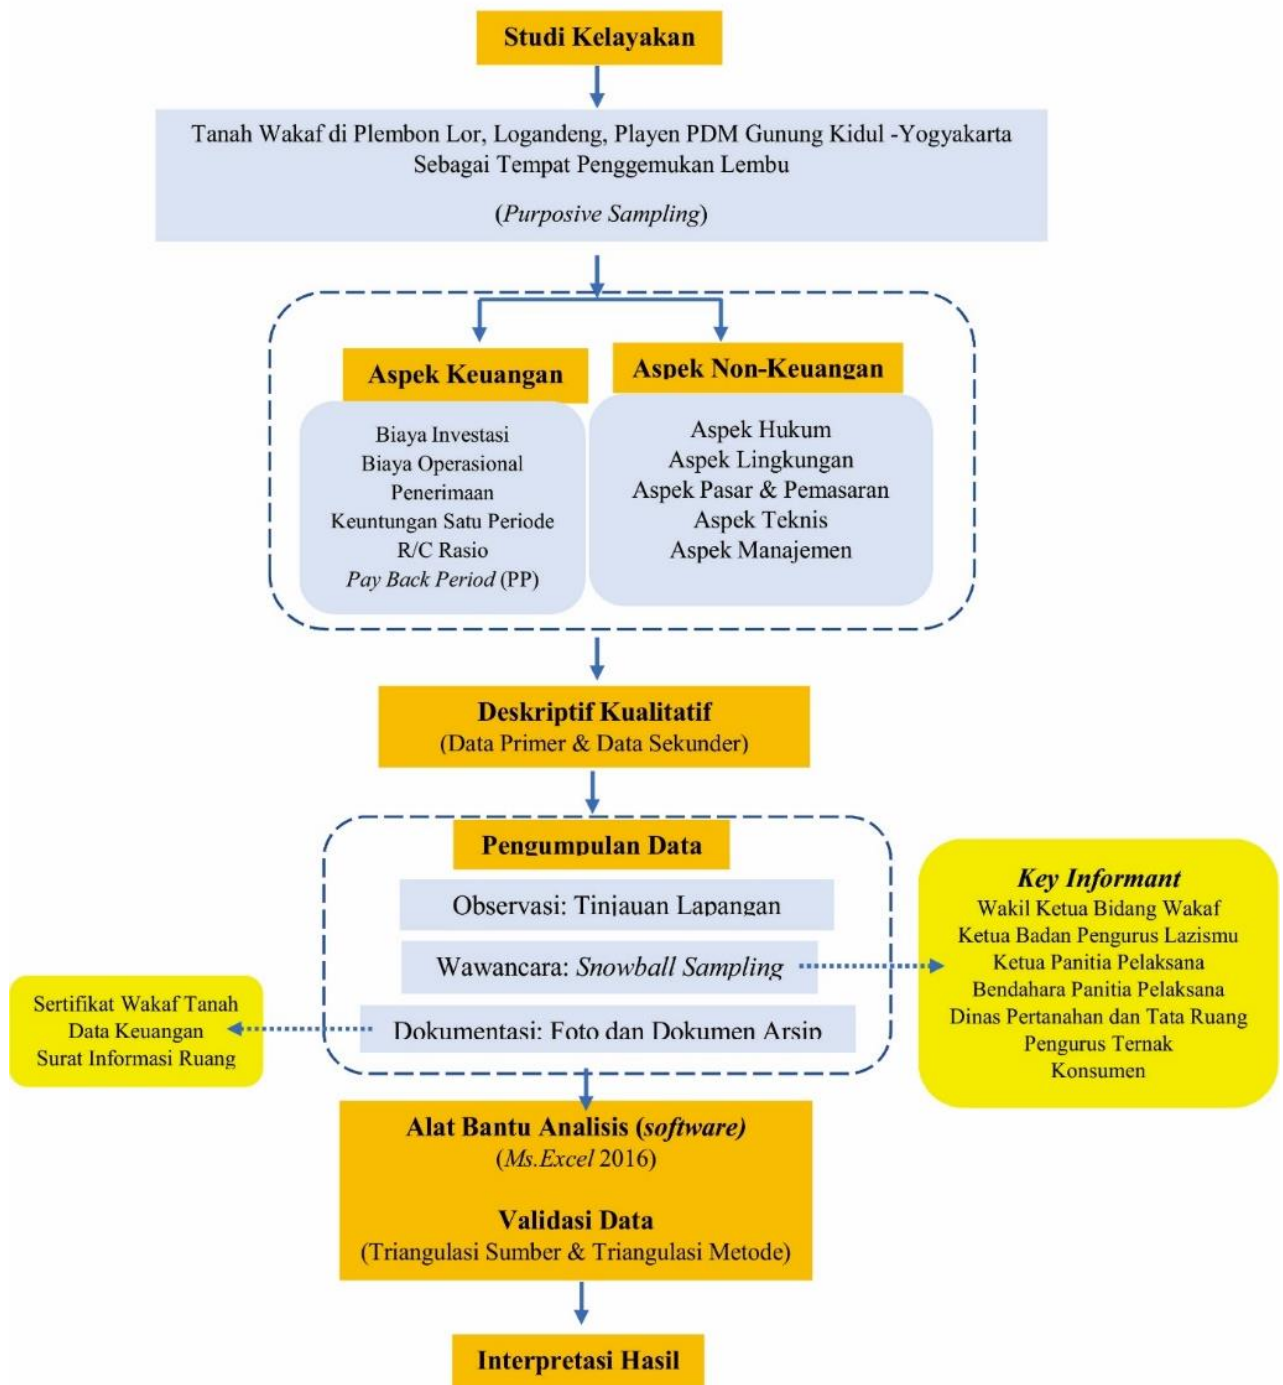 Studi Kelayakan
Tanah Wakaf di Plembon Lor, Logandeng, Playen PDM Gunung Kidul -Yogyakarta
Sebagai Tempat Penggemukan Lembu
(Purposive Sampling)
Aspek Keuangan
Biaya Investasi
Biaya Operasional
Penerimaan
Keuntungan Satu Periode
R/C Rasio
Pay Back Period (PP)
Aspek Non-Keuangan
Aspek Hukum
Aspek Lingkungan
Aspek Pasar & Pemasaran
Aspek Teknis
Aspek Manajemen
Deskriptif Kualitatif
(Data Primer & Data Sekunder)
Pengumpulan Data
Observasi: Tinjauan Lapangan
Wawancara: Snowball Sampling
Dokumentasi: Foto dan Dokumen Arsip
Key Informant
Wakil Ketua Bidang Wakaf
Ketua Badan Pengurus Lazismu
Ketua Panitia Pelaksana
Bendahara Panitia Pelaksana
Dinas Pertanahan dan Tata Ruang
Pengurus Ternak
Konsumen
Sertifikat Wakaf Tanah
Data Keuangan
Surat Informasi Ruang
Alat Bantu Analisis (software)
(Ms.Excel 2016)
Validasi Data
(Triangulasi Sumber & Triangulasi Metode)
Interpretasi Hasil